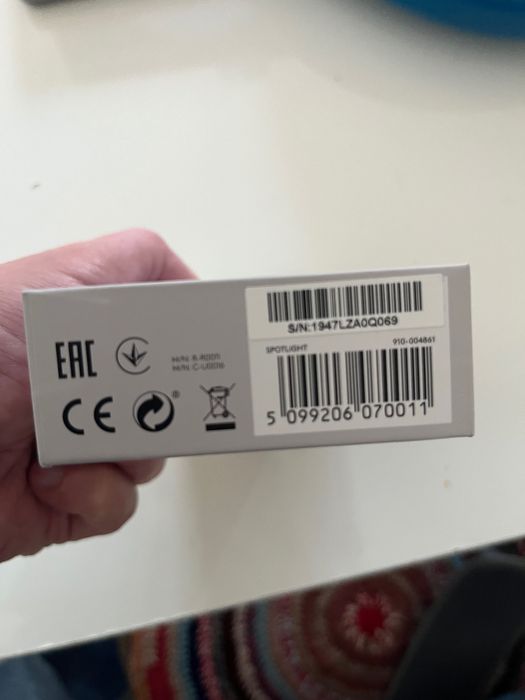 S/N:1947LZA0Q069
SPOTLIGHT 910-004861
5 099206 070011
EAC
M/N: R-R0011
M/N: C-U0016
CE